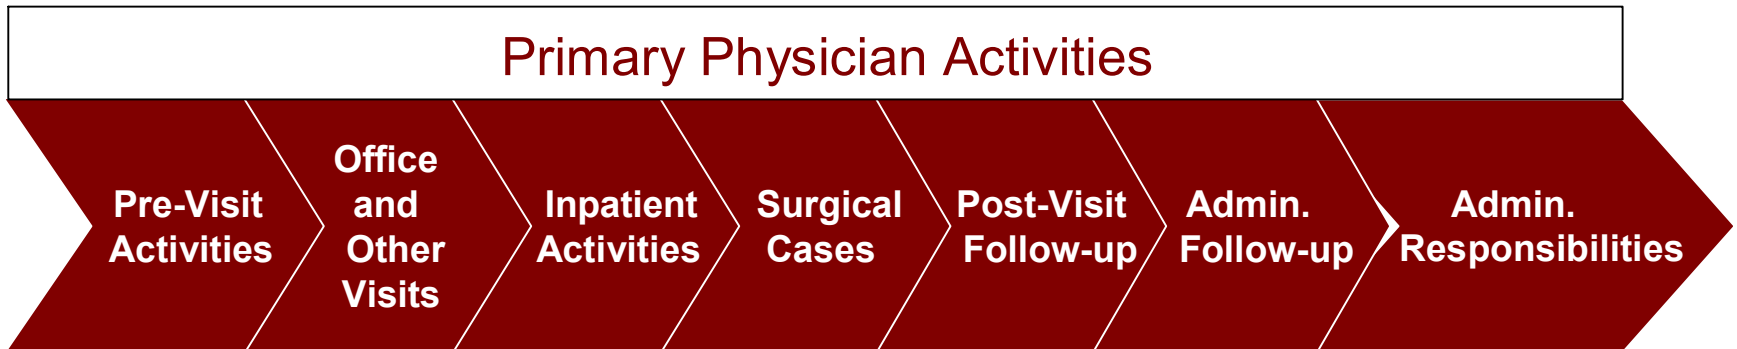 Primary Physician Activities
Pre-Visit
Activities
Office
and
Other
Visits
Inpatient
Activities
Surgical
Cases
Post-Visit
Follow-up
Admin.
Follow-up
Admin.
Responsibilities